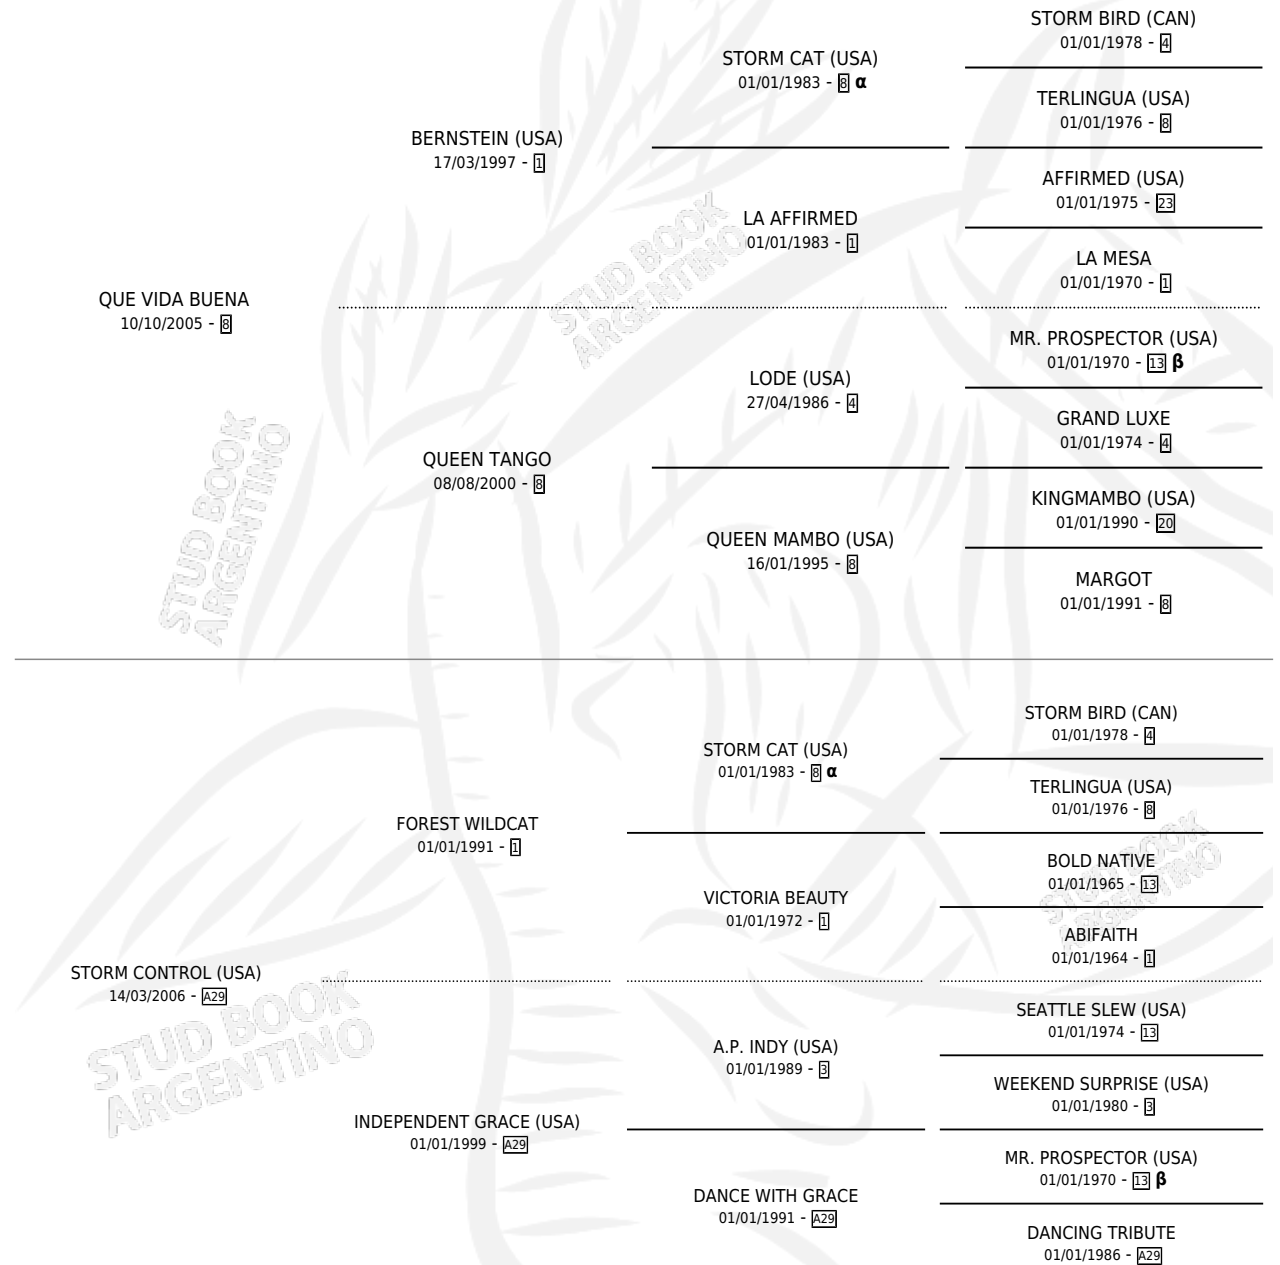 STORM BIRD (CAN)
01/01/1978 - 4
STORM CAT (USA)
01/01/1983 - 8 α
TERLINGUA (USA)
01/01/1976 - 8
BERNSTEIN (USA)
17/03/1997 - 1
AFFIRMED (USA)
01/01/1975 - 23
LA AFFIRMED
01/01/1983 - 1
LA MESA
01/01/1970 - 1
QUE VIDA BUENA
10/10/2005 - 8
MR. PROSPECTOR (USA)
01/01/1970 - 13 β
LODE (USA)
27/04/1986 - 4
GRAND LUXE
01/01/1974 - 4
QUEEN TANGO
08/08/2000 - 8
KINGMAMBO (USA)
01/01/1990 - 20
QUEEN MAMBO (USA)
16/01/1995 - 8
MARGOT
01/01/1991 - 8
STORM BIRD (CAN)
01/01/1978 - 4
STORM CAT (USA)
01/01/1983 - 8 α
TERLINGUA (USA)
01/01/1976 - 8
FOREST WILDCAT
01/01/1991 - 1
BOLD NATIVE
01/01/1965 - 13
VICTORIA BEAUTY
01/01/1972 - 1
ABIFAITH
01/01/1964 - 1
STORM CONTROL (USA)
14/03/2006 - A29
SEATTLE SLEW (USA)
01/01/1974 - 13
A.P. INDY (USA)
01/01/1989 - 3
WEEKEND SURPRISE (USA)
01/01/1980 - 3
INDEPENDENT GRACE (USA)
01/01/1999 - A29
MR. PROSPECTOR (USA)
01/01/1970 - 13 β
DANCE WITH GRACE
01/01/1991 - A29
DANCING TRIBUTE
01/01/1986 - A29
STUD BOOK
ARGENTINO
STUD BOOK
ARGENTINO
STUD BOOK
ARGENTINO
STUD BOOK
ARGENTINO